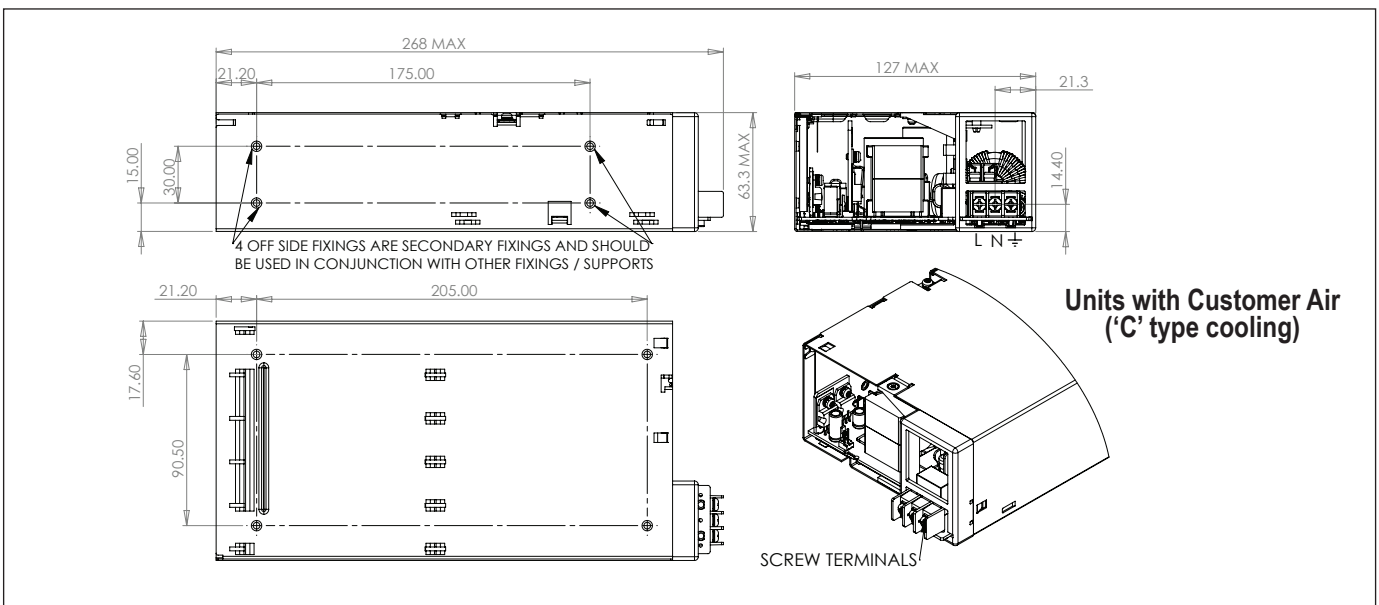 268 MAX
21.20
175.00
15.00
30.00
63.3 MAX
4 OFF SIDE FIXINGS ARE SECONDARY FIXINGS AND SHOULD
BE USED IN CONJUNCTION WITH OTHER FIXINGS / SUPPORTS
127 MAX
21.3
14.40
L N
21.20
205.00
17.60
90.50
Units with Customer Air
(‘C’ type cooling)
SCREW TERMINALS